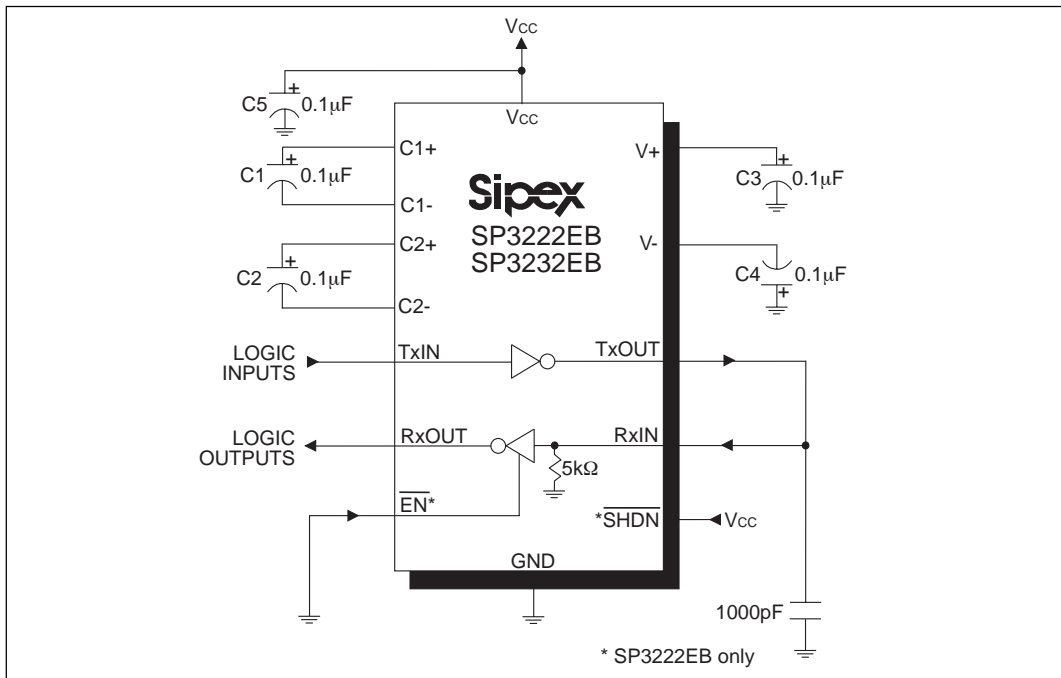 VCC
+
C5
0.1µF
VCC
C1+
V+
+
C1
0.1µF
+
C3
0.1µF
C1-
Sipex
SP3222EB
SP3232EB
C2+
V-
+
C2
0.1µF
C4
0.1µF
+
C2-
LOGIC
INPUTS
TxIN
TxOUT
LOGIC
OUTPUTS
RxOUT
RxIN
5kΩ
EN*
*SHDN
VCC
GND
1000pF
* SP3222EB only